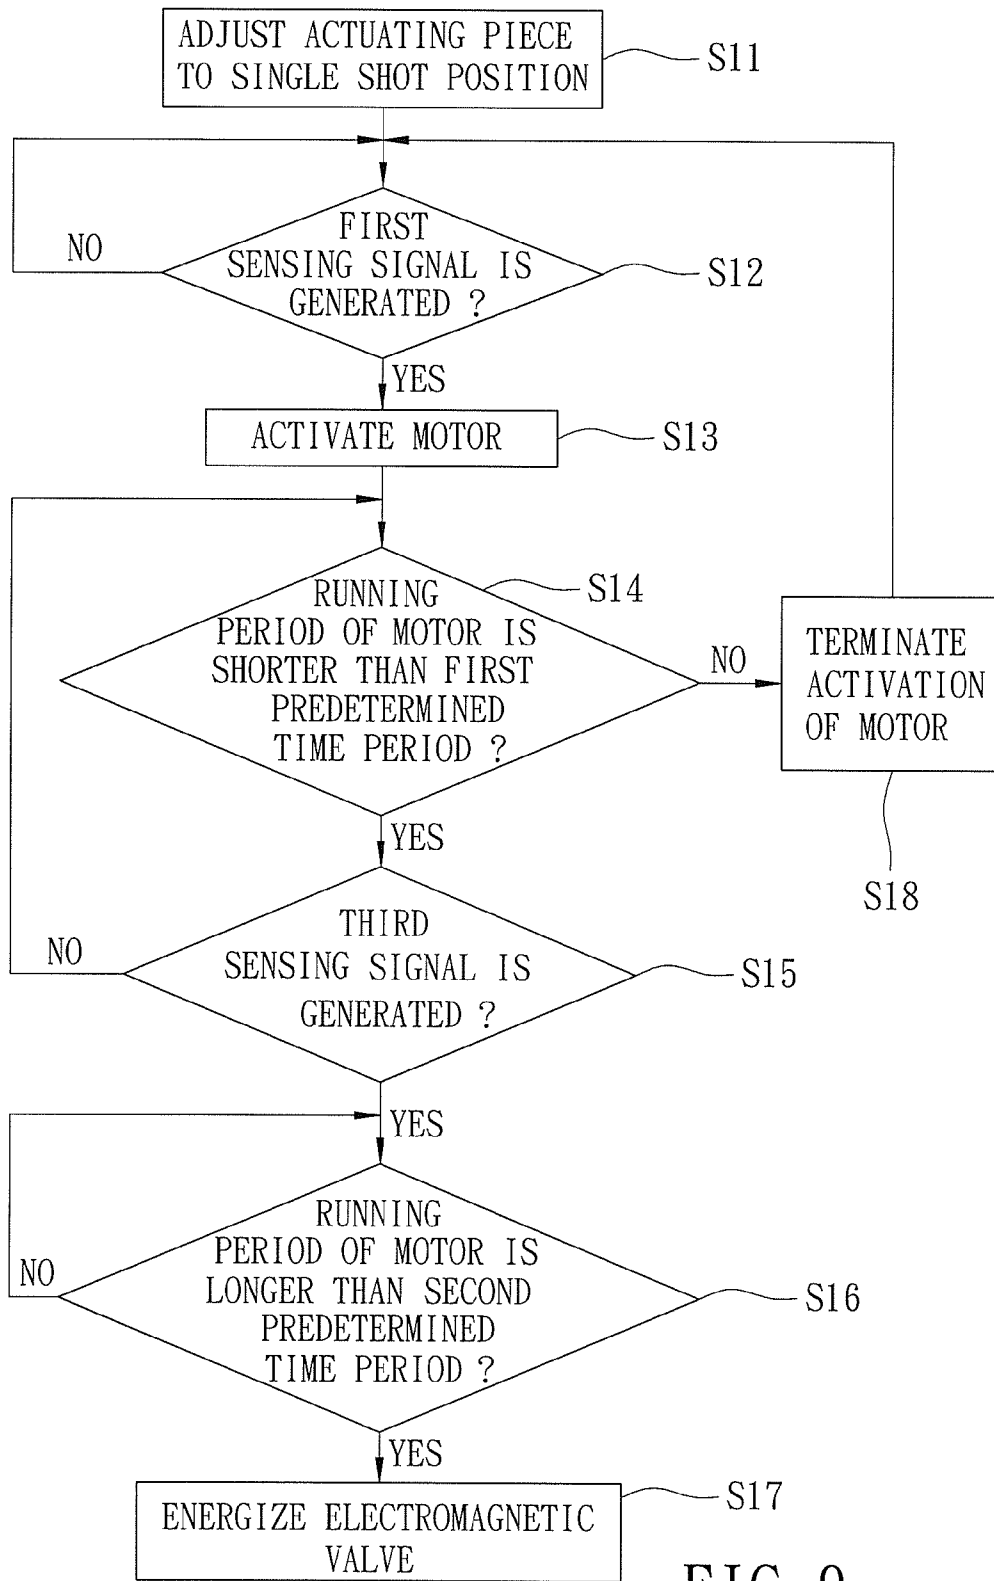 ADJUST ACTUATING PIECE
TO SINGLE SHOT POSITION
S11
FIRST
SENSING SIGNAL IS
GENERATED ?
S12
NO
YES
ACTIVATE MOTOR
S13
RUNNING
PERIOD OF MOTOR IS
SHORTER THAN FIRST
PREDETERMINED
TIME PERIOD ?
S14
NO
TERMINATE
ACTIVATION
OF MOTOR
S18
YES
THIRD
SENSING SIGNAL IS
GENERATED ?
S15
NO
YES
RUNNING
PERIOD OF MOTOR IS
LONGER THAN SECOND
PREDETERMINED
TIME PERIOD ?
S16
NO
YES
ENERGIZE ELECTROMAGNETIC
VALVE
S17